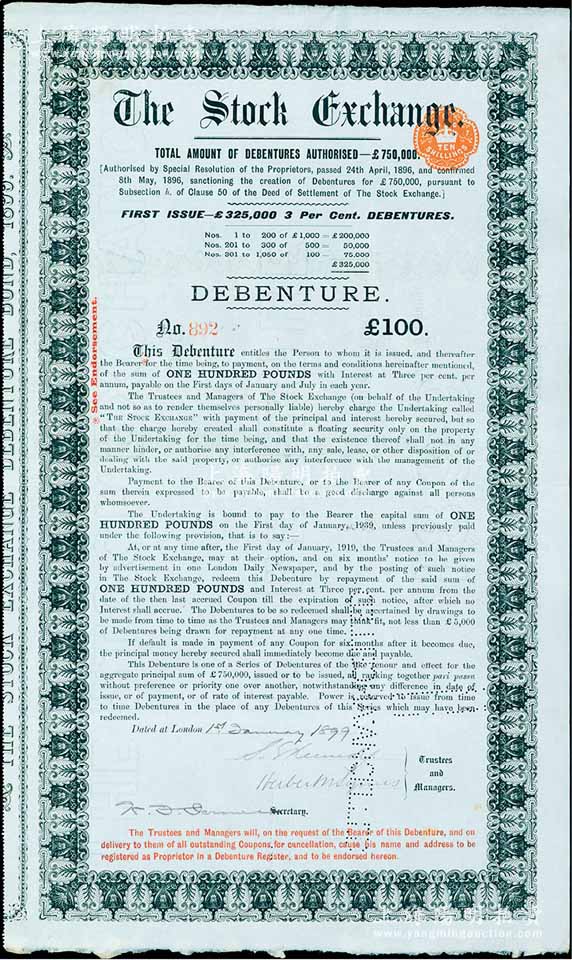 The Stock Exchange.
TEN SHILLINGS
TOTAL AMOUNT OF DEBENTURES AUTHORISED—£750,000.
[Authorised by Special Resolution of the Proprietors, passed 24th April, 1896, and confirmed
8th May, 1896, sanctioning the creation of Debentures for £750,000, pursuant to
Subsection h. of Clause 50 of the Deed of Settlement of The Stock Exchange.]
FIRST ISSUE—£325,000 3 Per Cent. DEBENTURES.
Nos. 1 to 200 of £1,000 = £200,000
Nos. 201 to 300 of 500 = 50,000
Nos. 301 to 1,050 of 100 = 75,000
£325,000
DEBENTURE.
No. 892 £100.
* See Endorsement.
This Debenture entitles the Person to whom it is issued, and thereafter
the Bearer for the time being, to payment, on the terms and conditions hereinafter mentioned,
of the sum of ONE HUNDRED POUNDS with Interest at Three per cent. per
annum, payable on the First days of January and July in each year.
The Trustees and Managers of The Stock Exchange (on behalf of the Undertaking
and not so as to render themselves personally liable) hereby charge the Undertaking called
"THE STOCK EXCHANGE" with payment of the principal and interest hereby secured, but so
that the charge hereby created shall constitute a floating security only on the property
of the Undertaking for the time being, and that the existence thereof shall not in any
manner hinder, or authorise any interference with, any sale, lease, or other disposition of or
dealing with the said property, or authorise any interference with the management of the
Undertaking.
Payment to the Bearer of this Debenture, or to the Bearer of any Coupon of the
sum therein expressed to be payable, shall be a good discharge against all persons
whomsoever.
The Undertaking is bound to pay to the Bearer the capital sum of ONE
HUNDRED POUNDS on the First day of January, 1939, unless previously paid
under the following provision, that is to say:—
At, or at any time after, the First day of January, 1919, the Trustees and Managers
of The Stock Exchange, may at their option, and on six months' notice to be given
by advertisement in one London Daily Newspaper, and by the posting of such notice
in The Stock Exchange, redeem this Debenture by repayment of the said sum of
ONE HUNDRED POUNDS and Interest at Three per cent. per annum from the
date of the then last accrued Coupon till the expiration of such notice, after which no
Interest shall accrue. The Debentures to be so redeemed shall be ascertained by drawings to
be made from time to time as the Trustees and Managers may think fit, not less than £5,000
of Debentures being drawn for repayment at any one time.
If default is made in payment of any Coupon for six months after it becomes due,
the principal money hereby secured shall immediately become due and payable.
This Debenture is one of a Series of Debentures of the like tenour and effect for the
aggregate principal sum of £750,000, issued or to be issued, all ranking together pari passu
without preference or priority one over another, notwithstanding any difference in date of
issue, or of payment, or of rate of interest payable. Power is reserved to issue from time
to time Debentures in the place of any Debentures of this Series which may have been
redeemed.
Dated at London 1st January 1899
Trustees
and
Managers.
Secretary.
The Trustees and Managers will, on the request of the Bearer of this Debenture, and on
delivery to them of all outstanding Coupons for cancellation, cause his name and address to be
registered as Proprietor in a Debenture Register, and to be endorsed hereon.
THE STOCK EXCHANGE DEBENTURE BOND, 1899.
www.yangmingauction.com